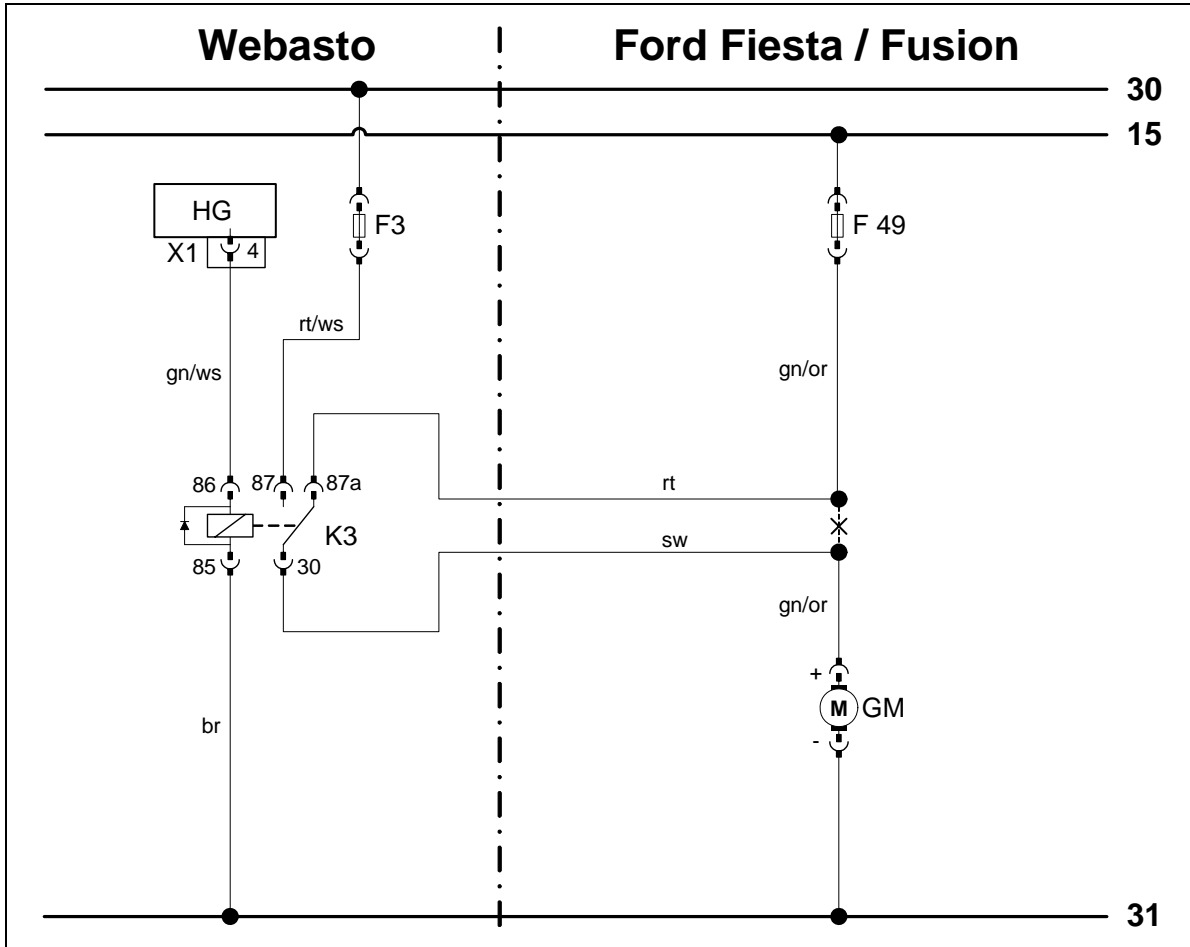 Webasto
Ford Fiesta / Fusion
30
15
HG
X1
4
F3
F 49
rt/ws
gn/ws
gn/or
86
87
87a
rt
K3
sw
85
30
gn/or
+
M
GM
-
br
31